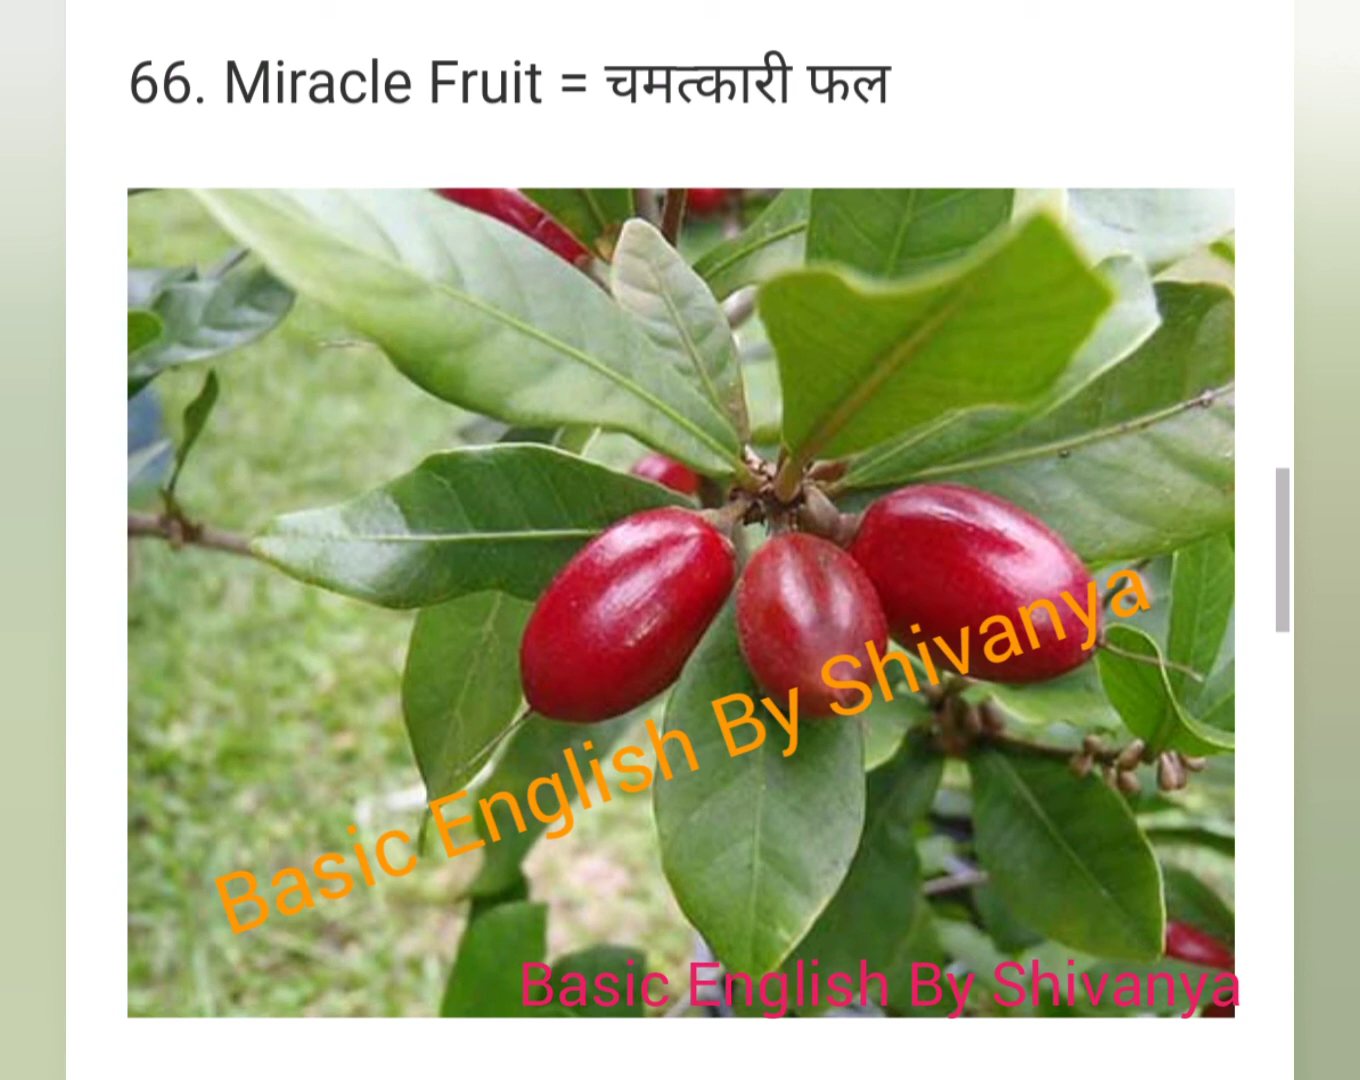 66. Miracle Fruit = चमत्कारी फल
Basic English By Shivanya
Basic English By Shivanya